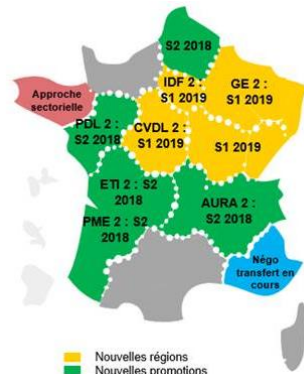 S2 2018
IDF 2 :
S1 2019
GE 2 :
S1 2019
Approche
sectorielle
PDL 2 :
S2 2018
CVDL 2 :
S1 2019
S1 2019
ETI 2 : S2
2018
PME 2 : S2
2018
AURA 2 :
S2 2018
Négo
transfert en
cours
Nouvelles régions
Nouvelles promotions